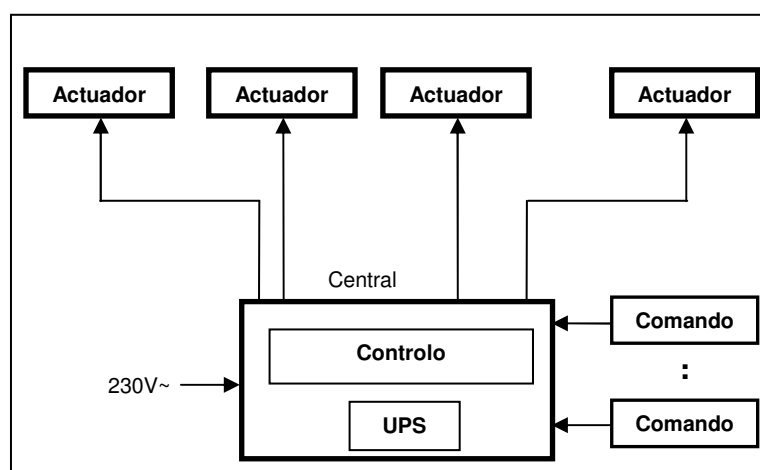 Actuador Actuador Actuador Actuador
Central
Controlo
Comando
:
230V~
UPS
Comando